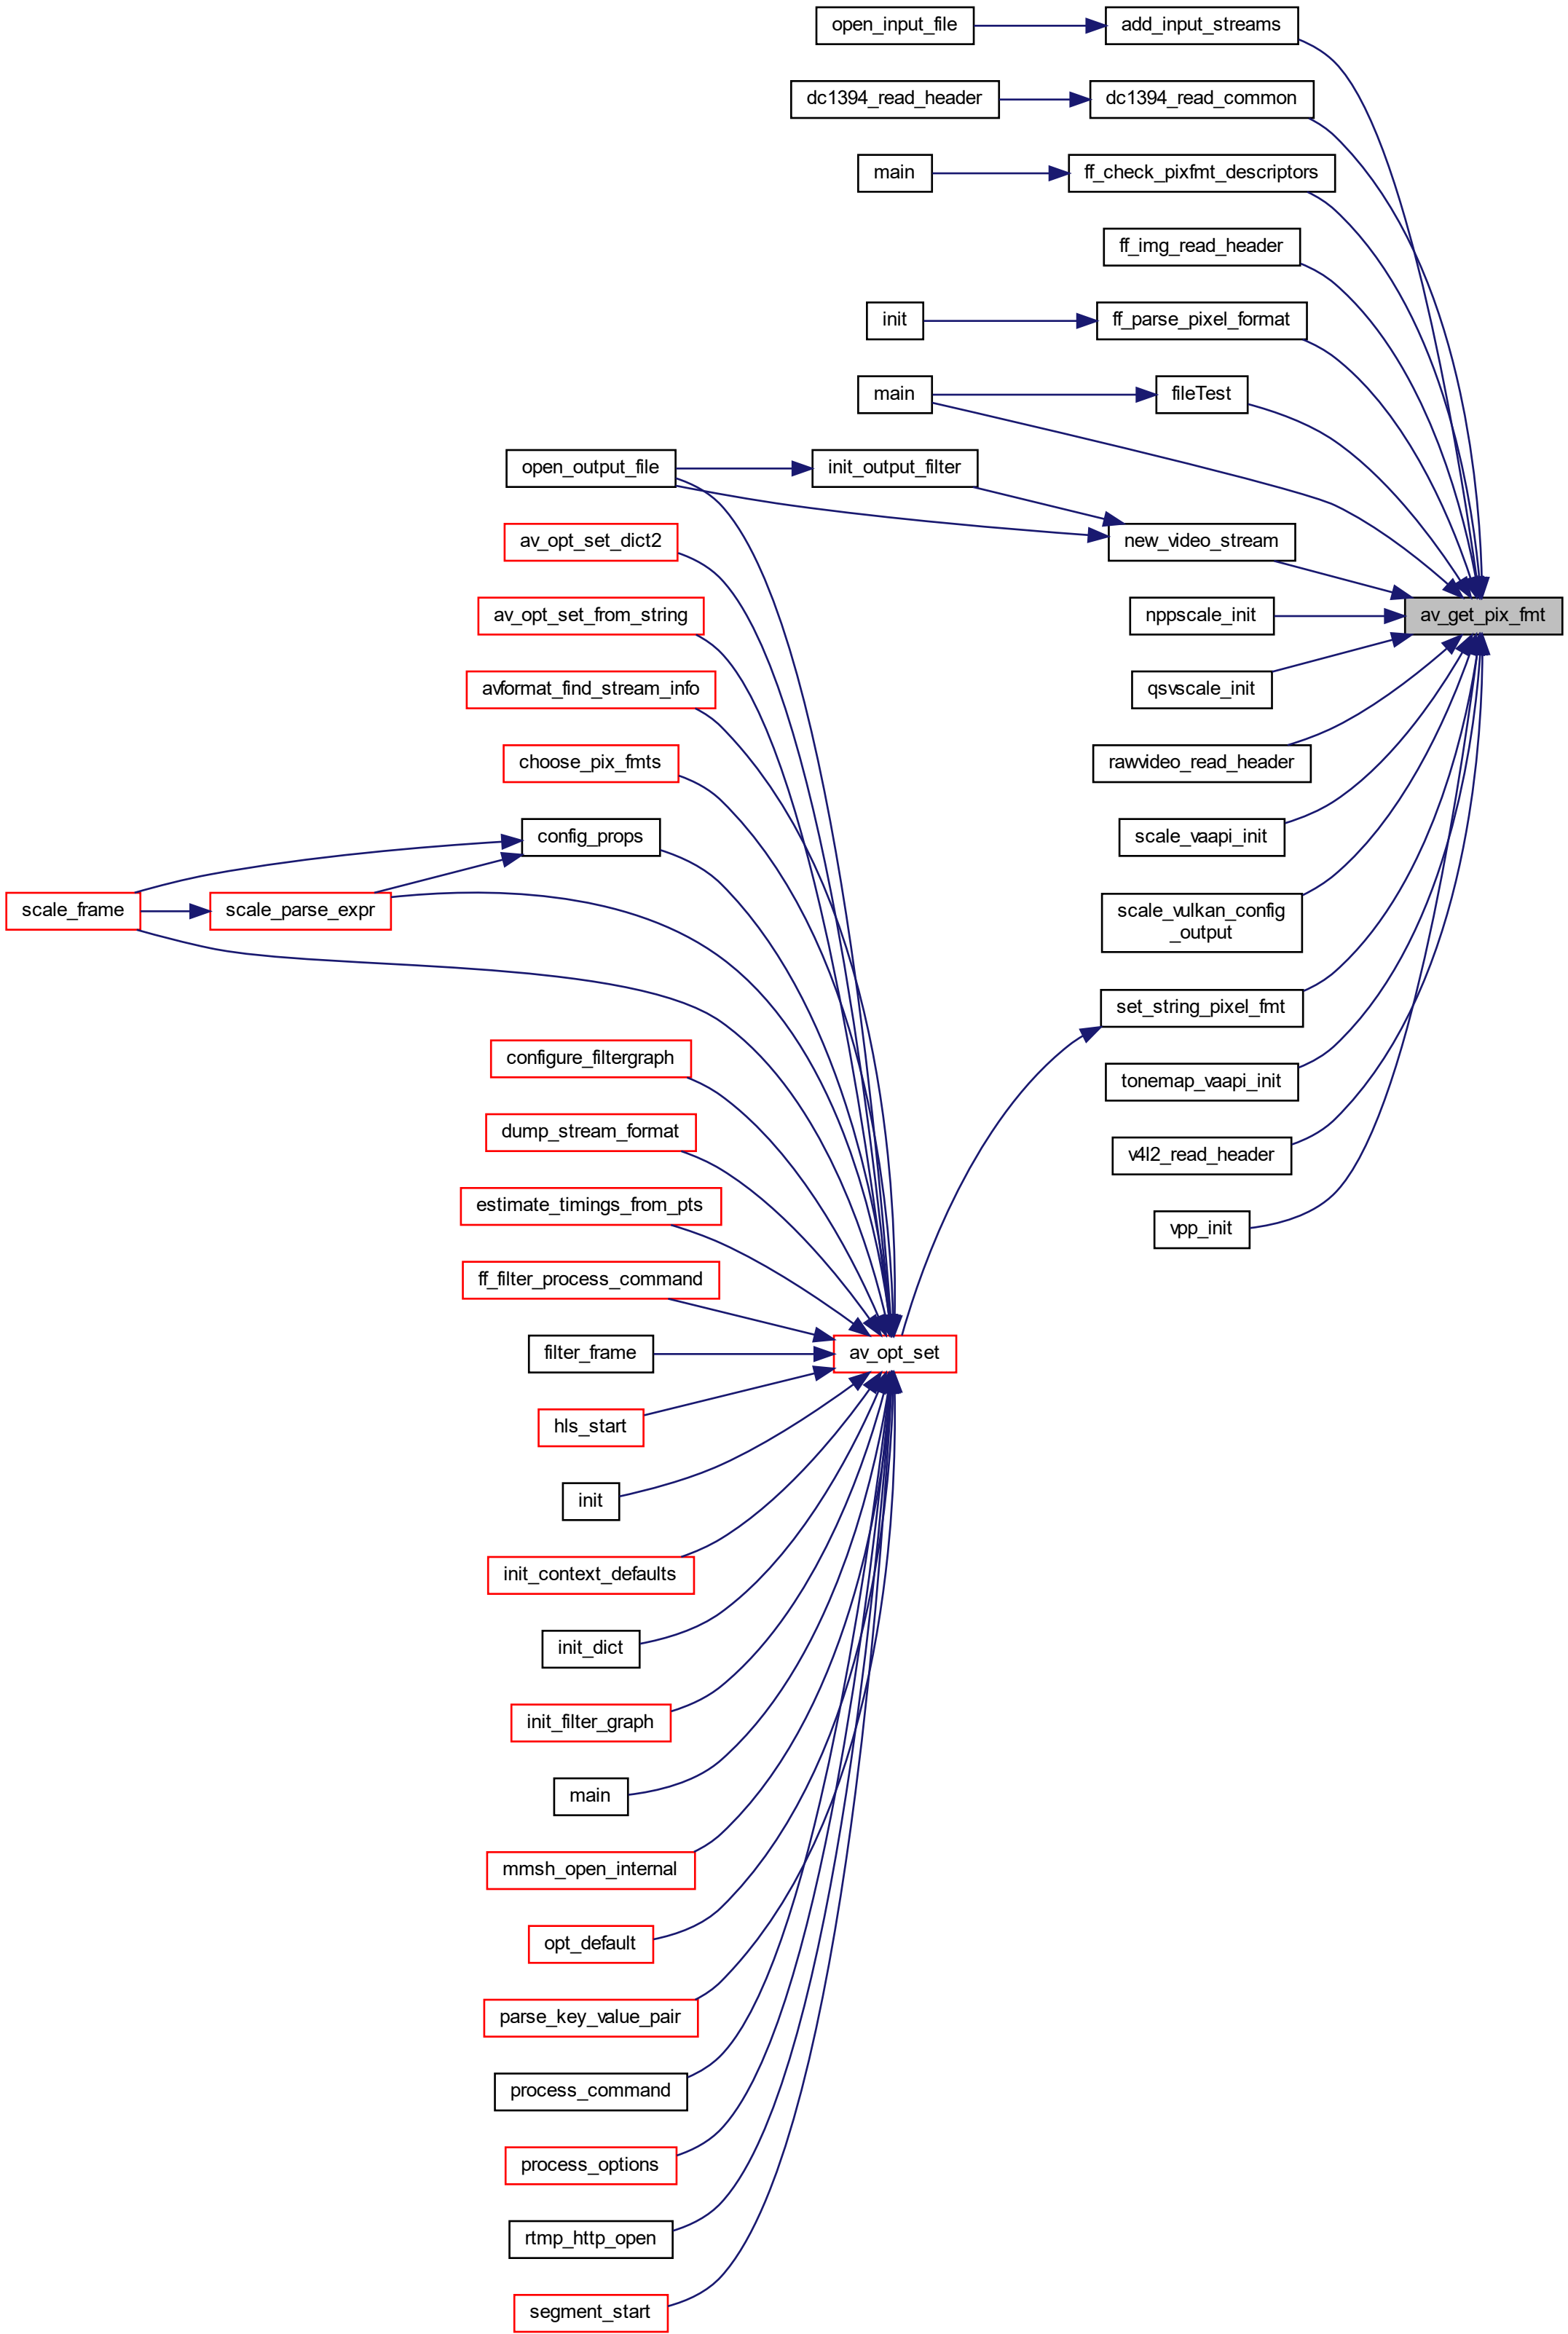 open_input_file
add_input_streams
dc1394_read_header
dc1394_read_common
main
ff_check_pixfmt_descriptors
ff_img_read_header
init
ff_parse_pixel_format
main
fileTest
open_output_file
init_output_filter
av_opt_set_dict2
new_video_stream
av_opt_set_from_string
nppscale_init
av_get_pix_fmt
avformat_find_stream_info
qsvscale_init
choose_pix_fmts
rawvideo_read_header
config_props
scale_vaapi_init
scale_frame
scale_parse_expr
scale_vulkan_config
_output
set_string_pixel_fmt
configure_filtergraph
tonemap_vaapi_init
dump_stream_format
v4l2_read_header
estimate_timings_from_pts
vpp_init
ff_filter_process_command
filter_frame
av_opt_set
hls_start
init
init_context_defaults
init_dict
init_filter_graph
main
mmsh_open_internal
opt_default
parse_key_value_pair
process_command
process_options
rtmp_http_open
segment_start